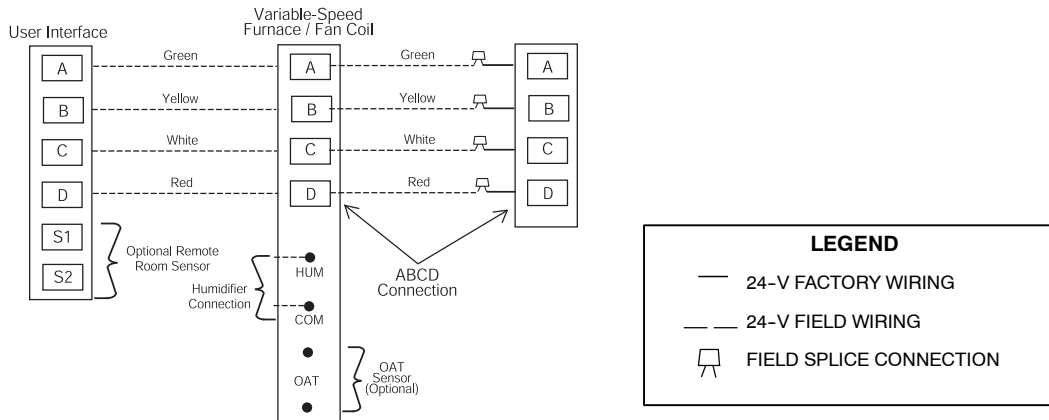 User Interface
Variable-Speed
Furnace / Fan Coil
A
Green
A
Green
A
B
Yellow
B
Yellow
B
C
White
C
White
C
D
Red
D
Red
D
S1
S2
Optional Remote
Room Sensor
HUM
Humidifier
Connection
COM
ABCD
Connection
OAT
OAT
Sensor
(Optional)
LEGEND
24-V FACTORY WIRING
24-V FIELD WIRING
FIELD SPLICE CONNECTION